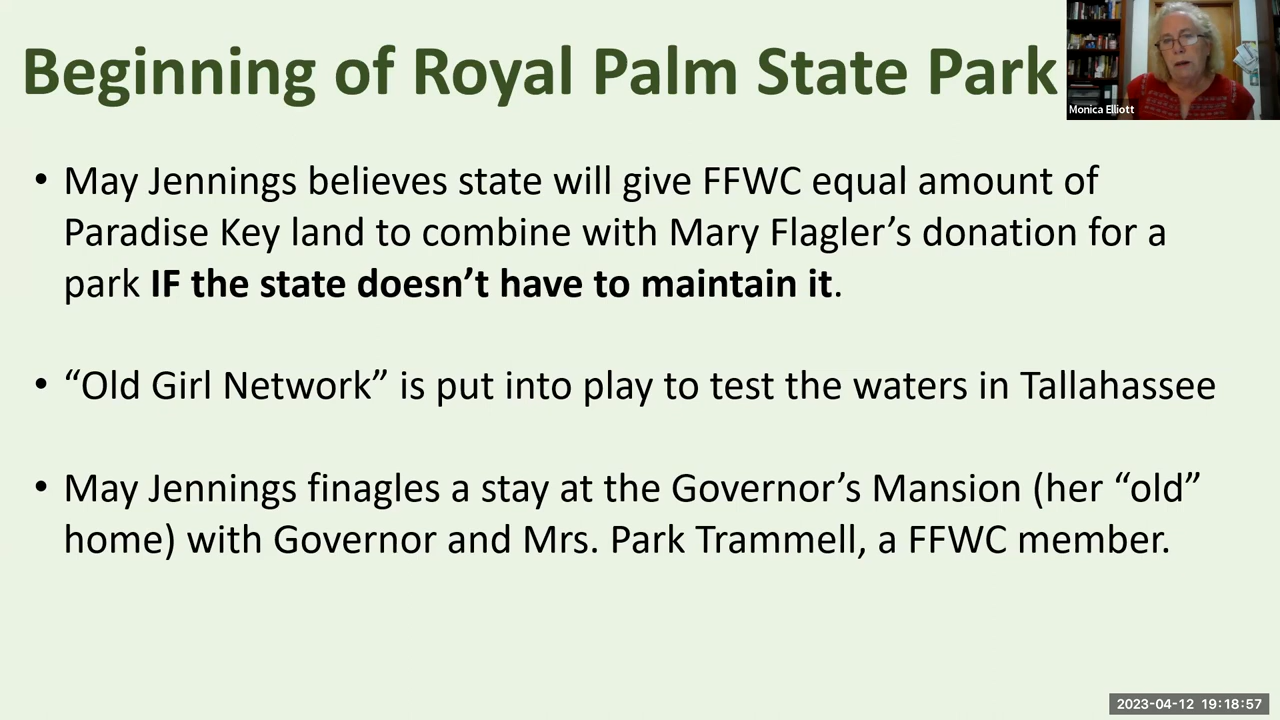 Beginning of Royal Palm State Park
Monica Elliott
• May Jennings believes state will give FFWC equal amount of
Paradise Key land to combine with Mary Flagler’s donation for a
park IF the state doesn’t have to maintain it.
• “Old Girl Network” is put into play to test the waters in Tallahassee
• May Jennings finagles a stay at the Governor’s Mansion (her “old”
home) with Governor and Mrs. Park Trammell, a FFWC member.
2023-04-12 19:18:57